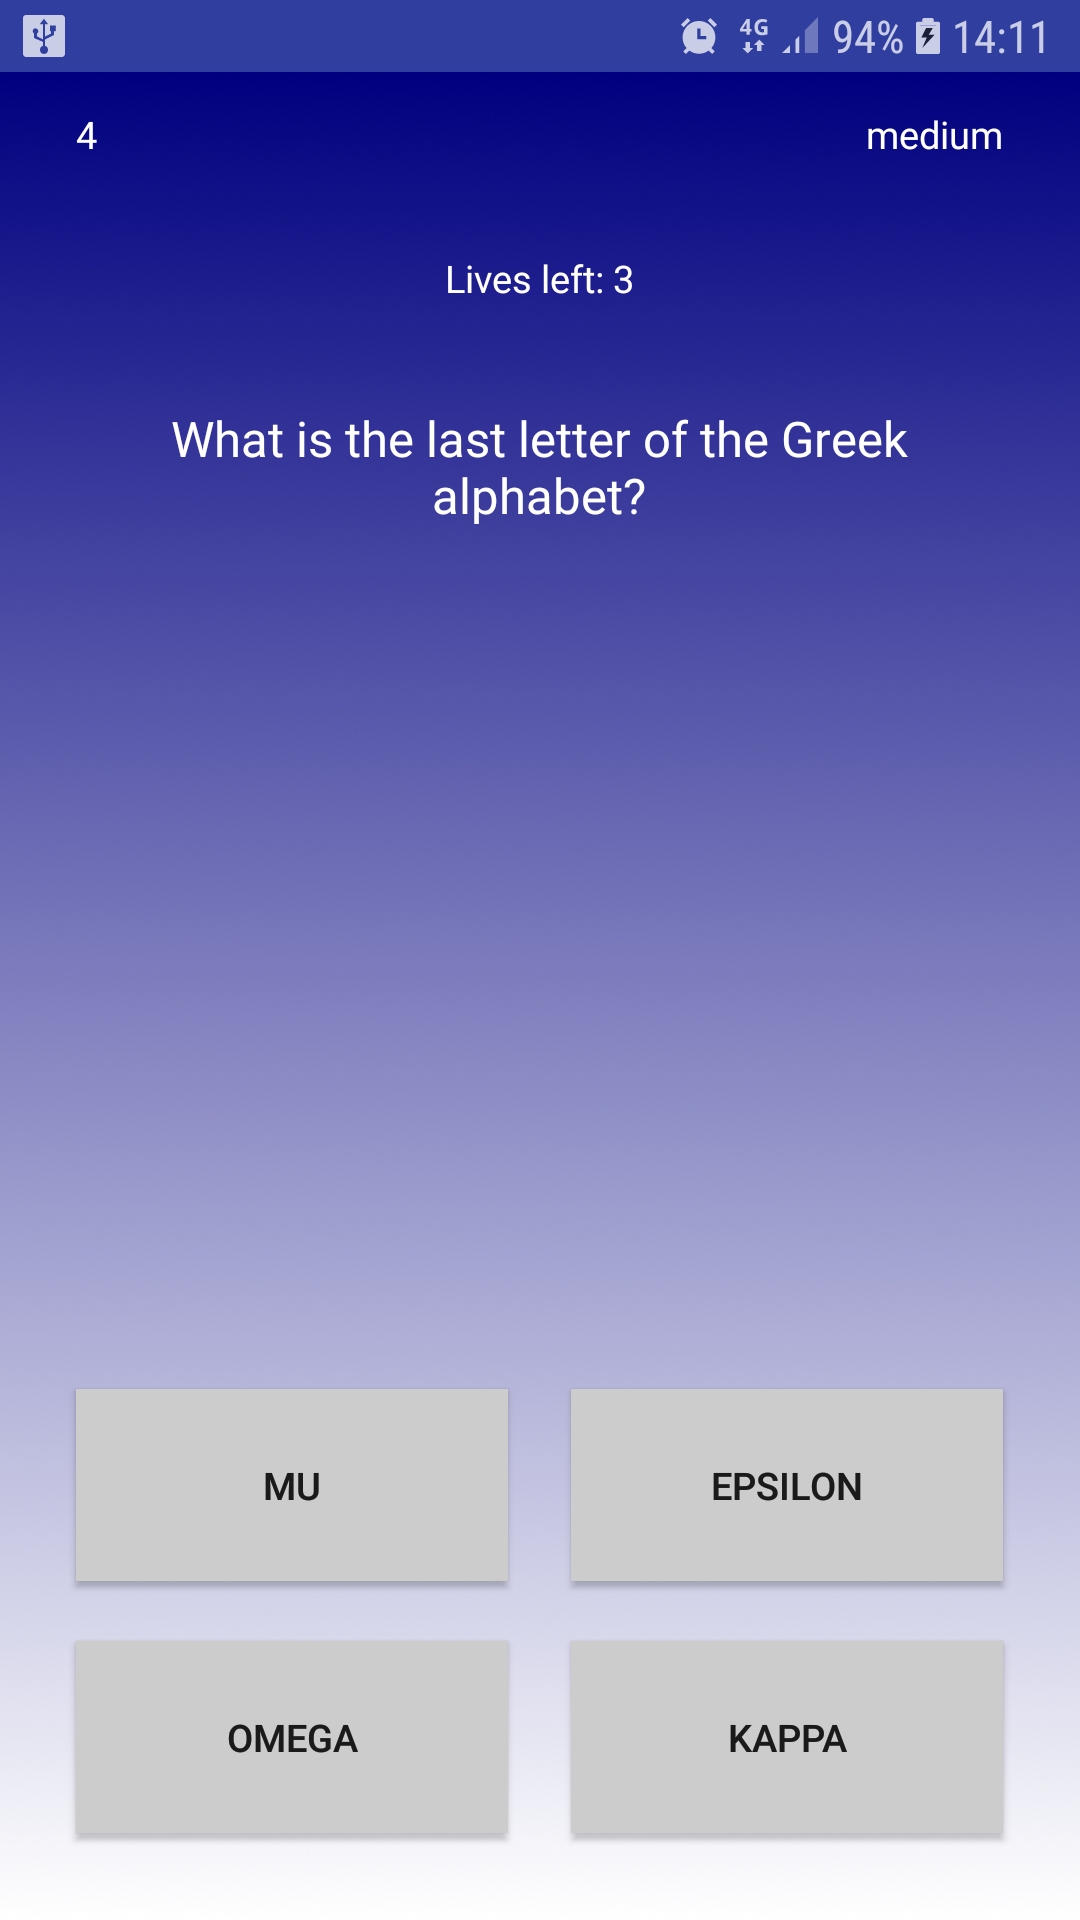 4G 94% 14:11
4 medium
Lives left: 3
What is the last letter of the Greek
alphabet?
MU EPSILON
OMEGA KAPPA